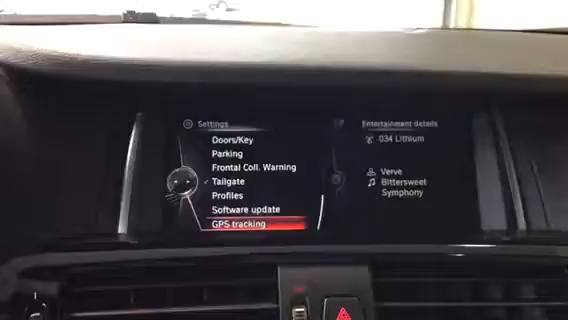 Settings
Doors/Key
Parking
Frontal Coll. Warning
Tailgate
Profiles
Software update
GPS tracking
Entertainment details
034 Lithium
Verve
Bittersweet
Symphony